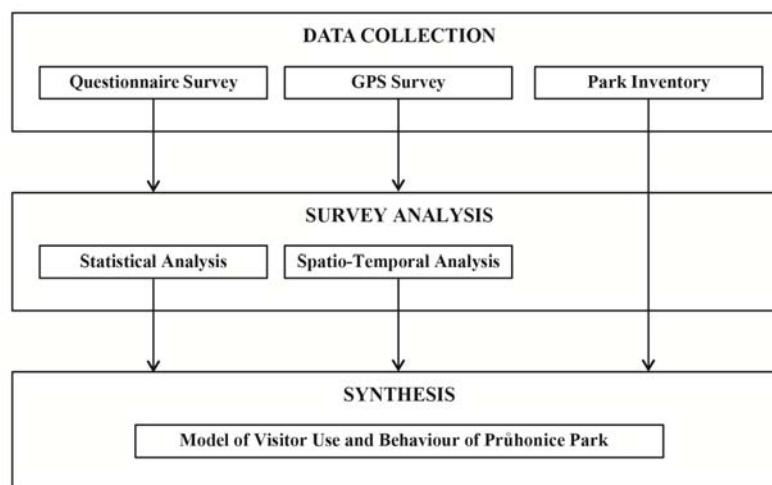 DATA COLLECTION
Questionnaire Survey
GPS Survey
Park Inventory
SURVEY ANALYSIS
Statistical Analysis
Spatio-Temporal Analysis
SYNTHESIS
Model of Visitor Use and Behaviour of Průhonice Park